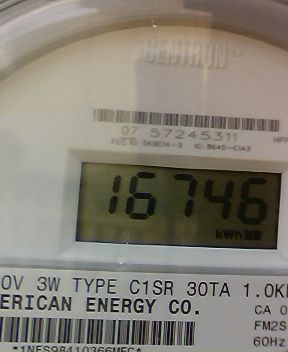 CENTRON
07 57245311
16746
kWh
0V 3W TYPE C1SR 30TA 1.0K
ERICAN ENERGY CO.
CA 0
FM2S
60Hz